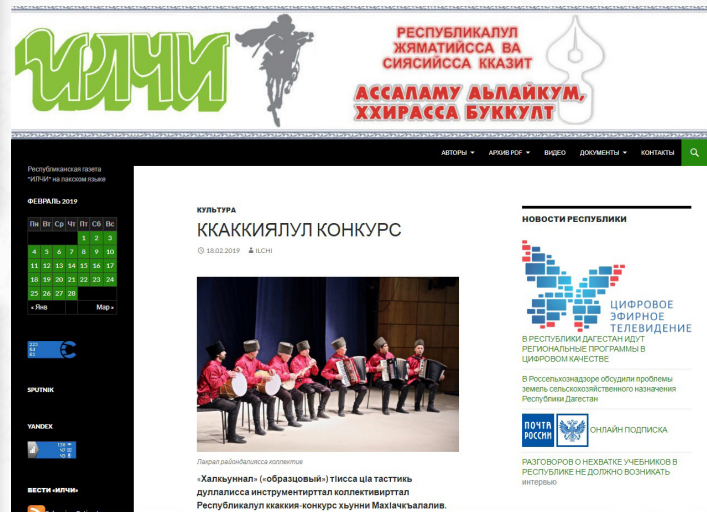 ИЛЧИ
РЕСПУБЛИКАЛУЛ
ЖЯМАТИЙССА ВА
СИЯСИЙССА ККАЗИТ
АССАЛАМУ АЬЛАЙКУМ,
ХХИРАССА БУККУЛТ
АВТОРЫ
АРХИВ PDF
ВИДЕО
ДОКУМЕНТЫ
КОНТАКТЫ
Республиканская газета
"ИЛЧИ" на лакском языке
ФЕВРАЛЬ 2019
Пн Вт Ср Чт Пт Сб Вс
1 2 3
4 5 6 7 8 9 10
11 12 13 14 15 16 17
18 19 20 21 22 23 24
25 26 27 28
« Янв Мар »
SPUTNIK
YANDEX
ВЕСТИ «ИЛЧИ»
КУЛЬТУРА
ККАККИЯЛУЛ КОНКУРС
18.02.2019 ILCHI
Лакрал райондалиясса коллектив
«Халкьуннал» («образцовый») тIисса цIа тасттикь
дуллалисса инструментирттал коллективирттал
Республикалул ккаккия-конкурс хьунни МахIачкъалалив.
НОВОСТИ РЕСПУБЛИКИ
ЦИФРОВОЕ
ЭФИРНОЕ
ТЕЛЕВИДЕНИЕ
В РЕСПУБЛИКИ ДАГЕСТАН ИДУТ
РЕГИОНАЛЬНЫЕ ПРОГРАММЫ В
ЦИФРОВОМ КАЧЕСТВЕ
В Россельхознадзоре обсудили проблемы
земель сельскохозяйственного назначения
Республики Дагестан
ПОЧТА
РОССИИ
ОНЛАЙН ПОДПИСКА
РАЗГОВОРОВ О НЕХВАТКЕ УЧЕБНИКОВ В
РЕСПУБЛИКЕ НЕ ДОЛЖНО ВОЗНИКАТЬ
интервью